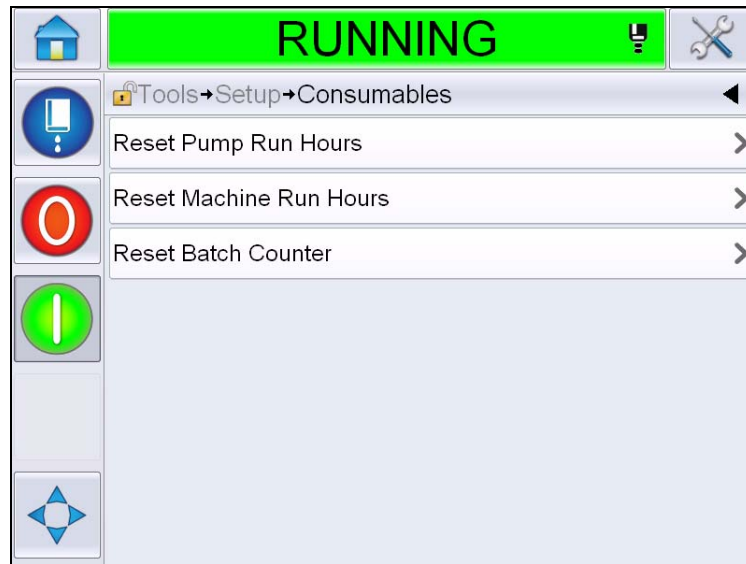 RUNNING
Tools→Setup→Consumables
Reset Pump Run Hours
Reset Machine Run Hours
Reset Batch Counter